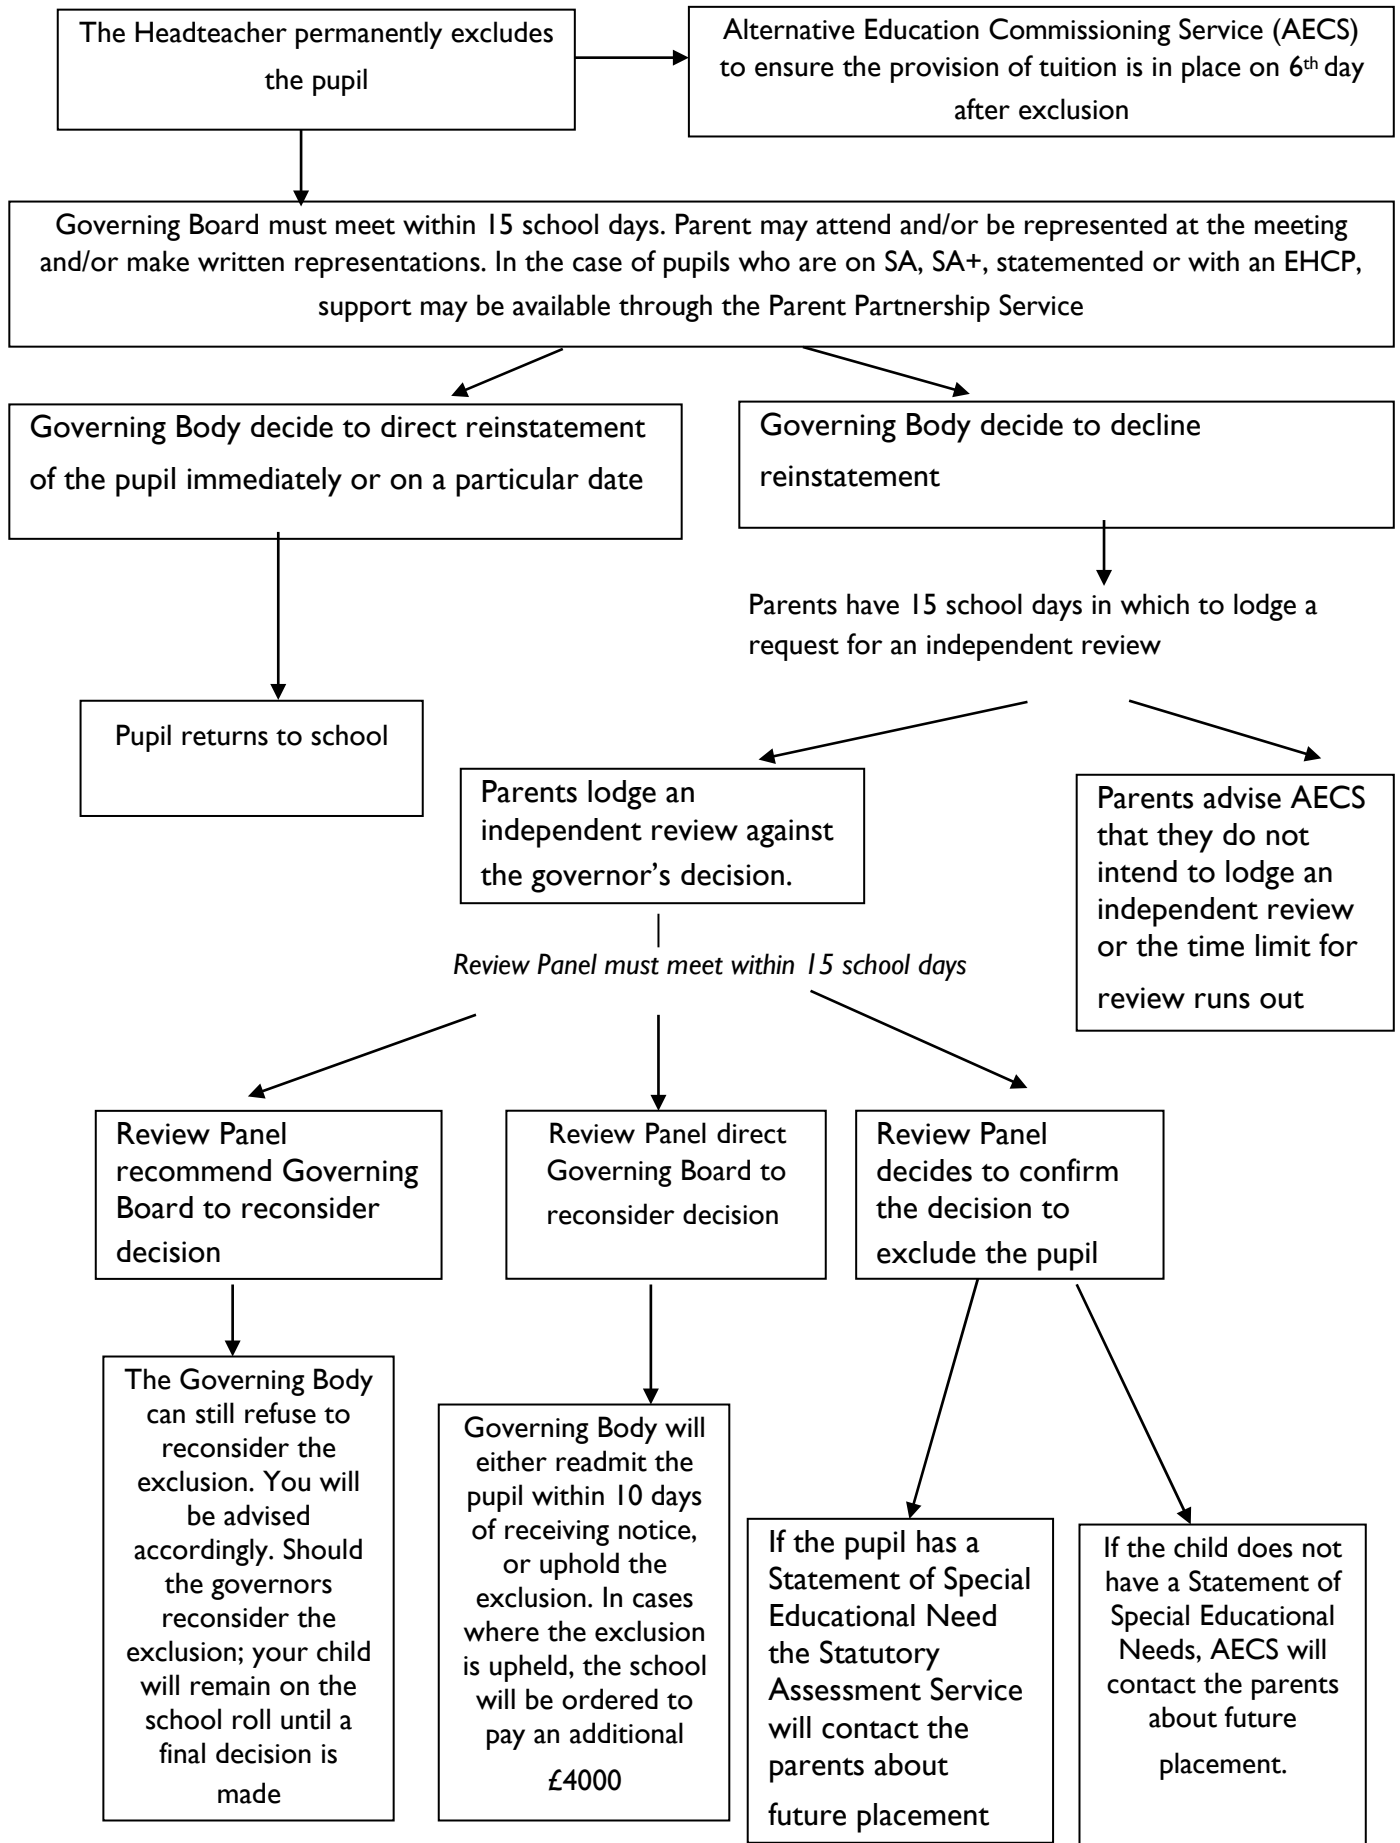 The Headteacher permanently excludes
the pupil
Alternative Education Commissioning Service (AECS)
to ensure the provision of tuition is in place on 6th day
after exclusion
Governing Board must meet within 15 school days. Parent may attend and/or be represented at the meeting
and/or make written representations. In the case of pupils who are on SA, SA+, statemented or with an EHCP,
support may be available through the Parent Partnership Service
Governing Body decide to direct reinstatement
of the pupil immediately or on a particular date
Governing Body decide to decline
reinstatement
Parents have 15 school days in which to lodge a
request for an independent review
Pupil returns to school
Parents lodge an
independent review against
the governor’s decision.
Parents advise AECS
that they do not
intend to lodge an
independent review
or the time limit for
review runs out
Review Panel must meet within 15 school days
Review Panel
recommend Governing
Board to reconsider
decision
Review Panel direct
Governing Board to
reconsider decision
Review Panel
decides to confirm
the decision to
exclude the pupil
The Governing Body
can still refuse to
reconsider the
exclusion. You will
be advised
accordingly. Should
the governors
reconsider the
exclusion; your child
will remain on the
school roll until a
final decision is
made
Governing Body will
either readmit the
pupil within 10 days
of receiving notice,
or uphold the
exclusion. In cases
where the exclusion
is upheld, the school
will be ordered to
pay an additional
£4000
If the pupil has a
Statement of Special
Educational Need
the Statutory
Assessment Service
will contact the
parents about
future placement
If the child does not
have a Statement of
Special Educational
Needs, AECS will
contact the parents
about future
placement.